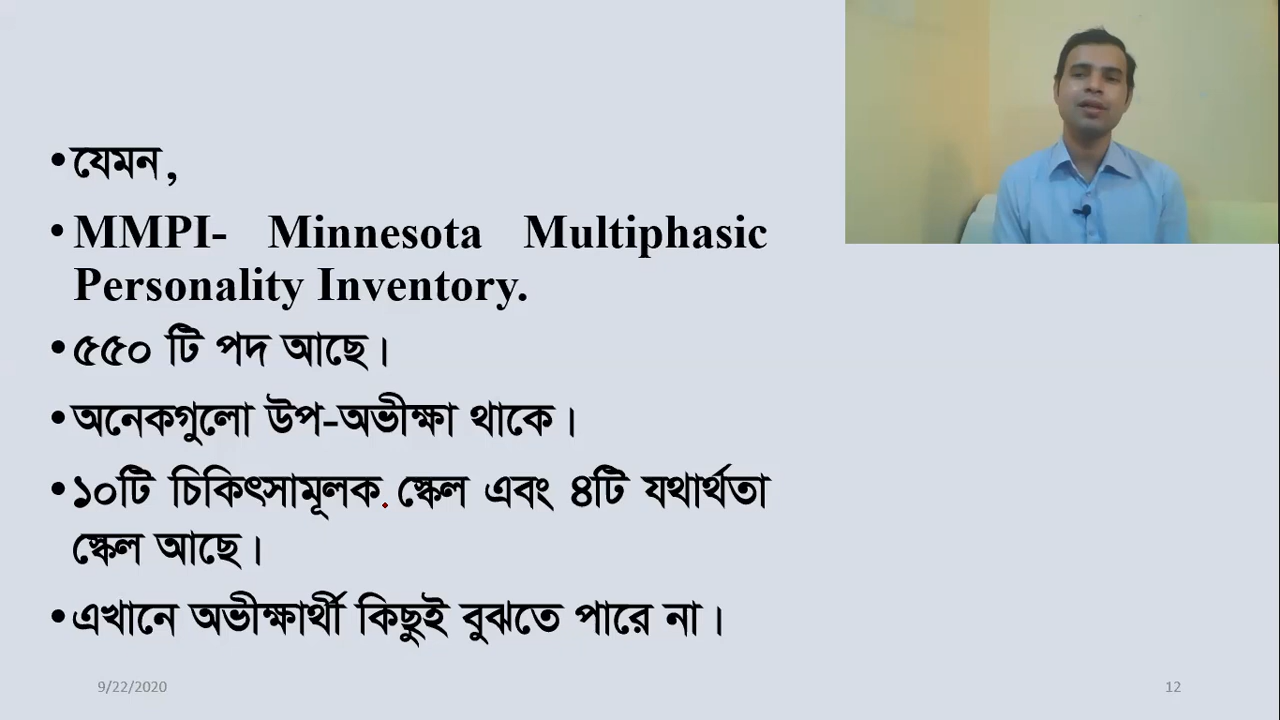 •যেমন,
•MMPI- Minnesota Multiphasic
Personality Inventory.
•৫৫০ টি পদ আছে।
•অনেকগুলো উপ-অভীক্ষা থাকে।
•১০টি চিকিৎসামূলক স্কেল এবং ৪টি যথার্থতা
স্কেল আছে।
•এখানে অভীক্ষার্থী কিছুই বুঝতে পারে না।
9/22/2020
12